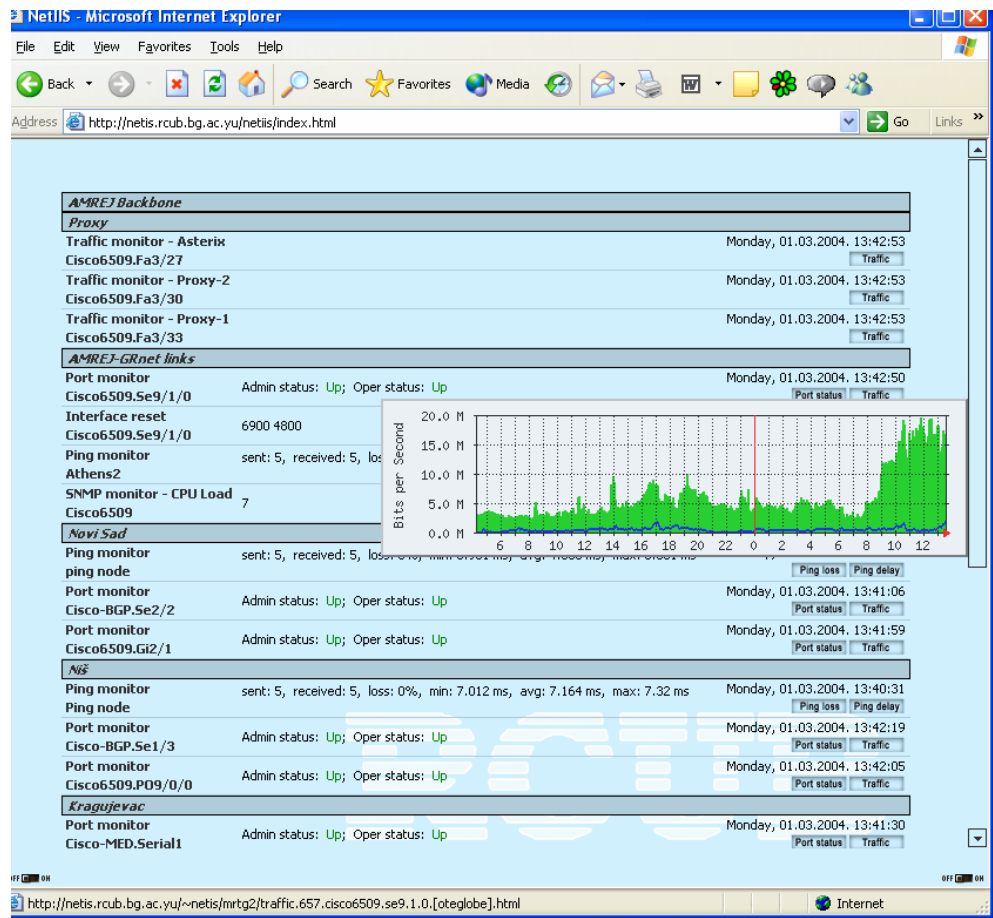 NetIIS - Microsoft Internet Explorer
File Edit View Favorites Tools Help
Back Search Favorites Media
Address http://netis.rcub.bg.ac.yu/netiis/index.html Go Links »
AMREJ Backbone
Proxy
Traffic monitor - Asterix Monday, 01.03.2004. 13:42:53
Cisco6509.Fa3/27 Traffic
Traffic monitor - Proxy-2 Monday, 01.03.2004. 13:42:53
Cisco6509.Fa3/30 Traffic
Traffic monitor - Proxy-1 Monday, 01.03.2004. 13:42:53
Cisco6509.Fa3/33 Traffic
AMREJ-GRnet links
Port monitor Monday, 01.03.2004. 13:42:50
Cisco6509.Se9/1/0 Admin status: Up; Oper status: Up Port status Traffic
Interface reset
Cisco6509.Se9/1/0 6900 4800
Ping monitor sent: 5, received: 5, los
Athens2
SNMP monitor - CPU Load
Cisco6509 7
Bits per Second
20.0 M
15.0 M
10.0 M
5.0 M
0.0 M
6 8 10 12 14 16 18 20 22 0 2 4 6 8 10 12
Novi Sad
Ping monitor sent: 5, received: 5,
ping node Ping loss Ping delay
Port monitor Monday, 01.03.2004. 13:41:06
Cisco-BGP.Se2/2 Admin status: Up; Oper status: Up Port status Traffic
Port monitor Monday, 01.03.2004. 13:41:59
Cisco6509.Gi2/1 Admin status: Up; Oper status: Up Port status Traffic
Niš
Ping monitor sent: 5, received: 5, loss: 0%, min: 7.012 ms, avg: 7.164 ms, max: 7.32 ms Monday, 01.03.2004. 13:40:31
Ping node Ping loss Ping delay
Port monitor Monday, 01.03.2004. 13:42:19
Cisco-BGP.Se1/3 Admin status: Up; Oper status: Up Port status Traffic
Port monitor Monday, 01.03.2004. 13:42:05
Cisco6509.PO9/0/0 Admin status: Up; Oper status: Up Port status Traffic
Kragujevac
Port monitor Monday, 01.03.2004. 13:41:30
Cisco-MED.Serial1 Admin status: Up; Oper status: Up Port status Traffic
ON OFF ON
http://netis.rcub.bg.ac.yu/~netis/mrtg2/traffic.657.cisco6509.se9.1.0.[oteglobe].html Internet